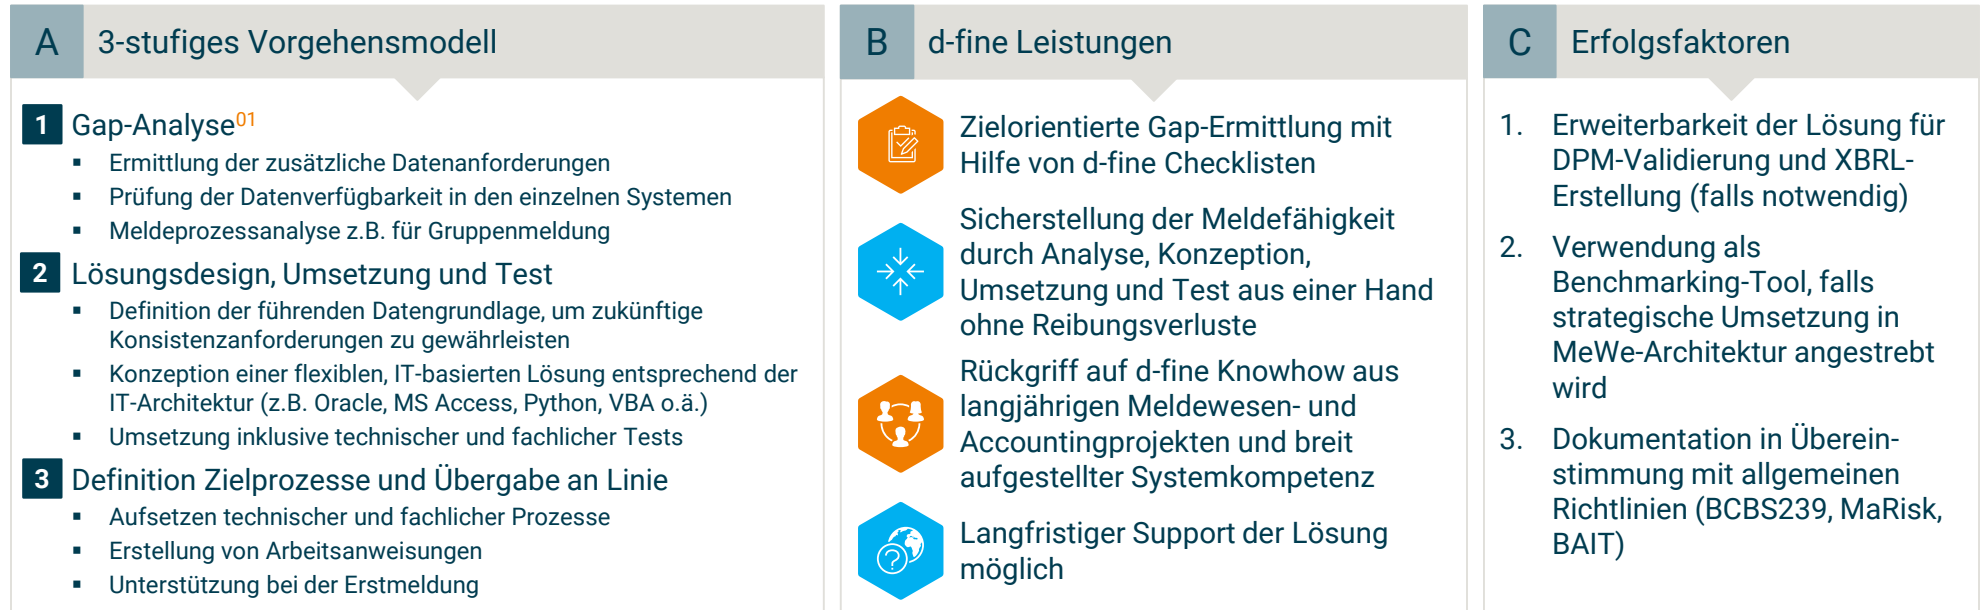 A 3-stufiges Vorgehensmodell
1 Gap-Analyse01
▪ Ermittlung der zusätzliche Datenanforderungen
▪ Prüfung der Datenverfügbarkeit in den einzelnen Systemen
▪ Meldeprozessanalyse z.B. für Gruppenmeldung
2 Lösungsdesign, Umsetzung und Test
▪ Definition der führenden Datengrundlage, um zukünftige
Konsistenzanforderungen zu gewährleisten
▪ Konzeption einer flexiblen, IT-basierten Lösung entsprechend der
IT-Architektur (z.B. Oracle, MS Access, Python, VBA o.ä.)
▪ Umsetzung inklusive technischer und fachlicher Tests
3 Definition Zielprozesse und Übergabe an Linie
▪ Aufsetzen technischer und fachlicher Prozesse
▪ Erstellung von Arbeitsanweisungen
▪ Unterstützung bei der Erstmeldung
B d-fine Leistungen
Zielorientierte Gap-Ermittlung mit
Hilfe von d-fine Checklisten
Sicherstellung der Meldefähigkeit
durch Analyse, Konzeption,
Umsetzung und Test aus einer Hand
ohne Reibungsverluste
Rückgriff auf d-fine Knowhow aus
langjährigen Meldewesen- und
Accountingprojekten und breit
aufgestellter Systemkompetenz
Langfristiger Support der Lösung
möglich
C Erfolgsfaktoren
1. Erweiterbarkeit der Lösung für
DPM-Validierung und XBRL-
Erstellung (falls notwendig)
2. Verwendung als
Benchmarking-Tool, falls
strategische Umsetzung in
MeWe-Architektur angestrebt
wird
3. Dokumentation in Überein-
stimmung mit allgemeinen
Richtlinien (BCBS239, MaRisk,
BAIT)